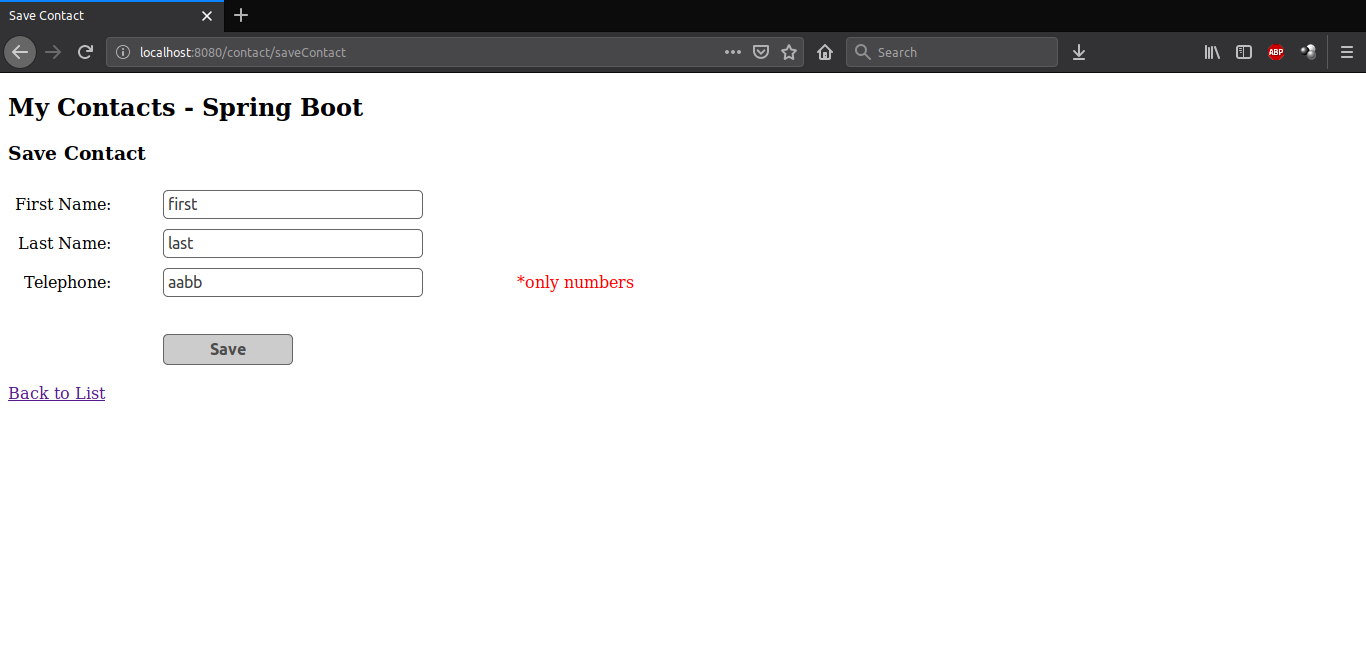 Save Contact
localhost:8080/contact/saveContact
Search
ABP
My Contacts - Spring Boot
Save Contact
First Name: first
Last Name: last
Telephone: aabb *only numbers
Save
Back to List